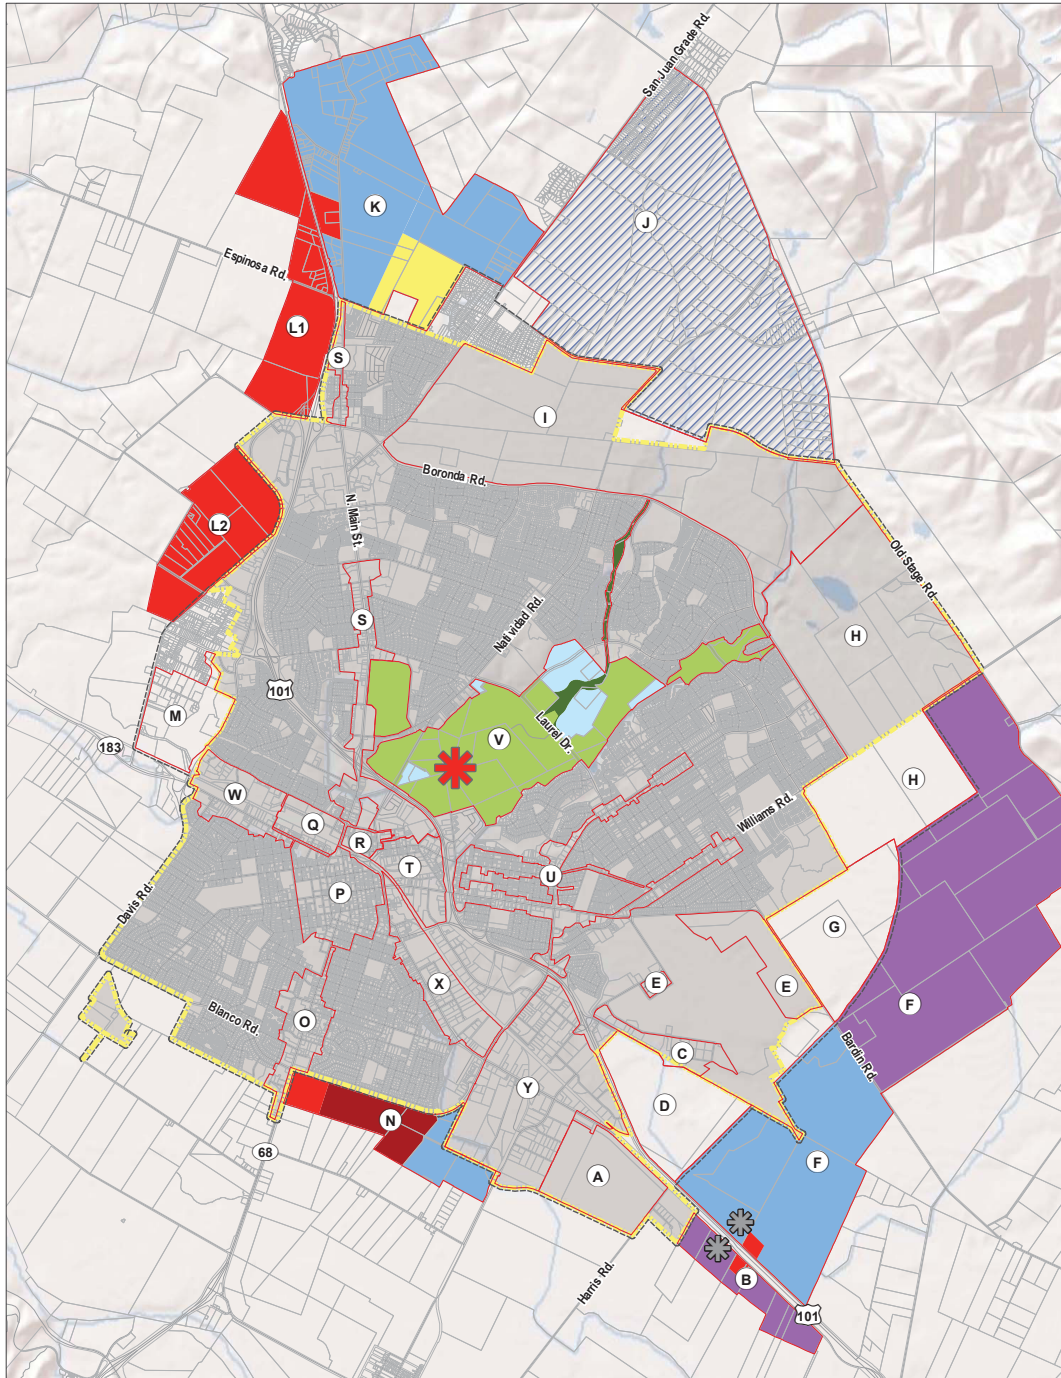 San Juan Grade Rd.
K
J
Espinosa Rd.
L1
S
I
Boronda Rd.
N. Main St.
L2
Old Stage Rd.
S
Natividad Rd.
H
101
M
Laurel Dr.
V
183
H
W
Williams Rd.
Q
R
T
U
P
Davis Rd.
G
E
E
F
X
Blanco Rd.
O
Bardin Rd.
C
Y
D
N
68
F
A
Harris Rd.
B
101